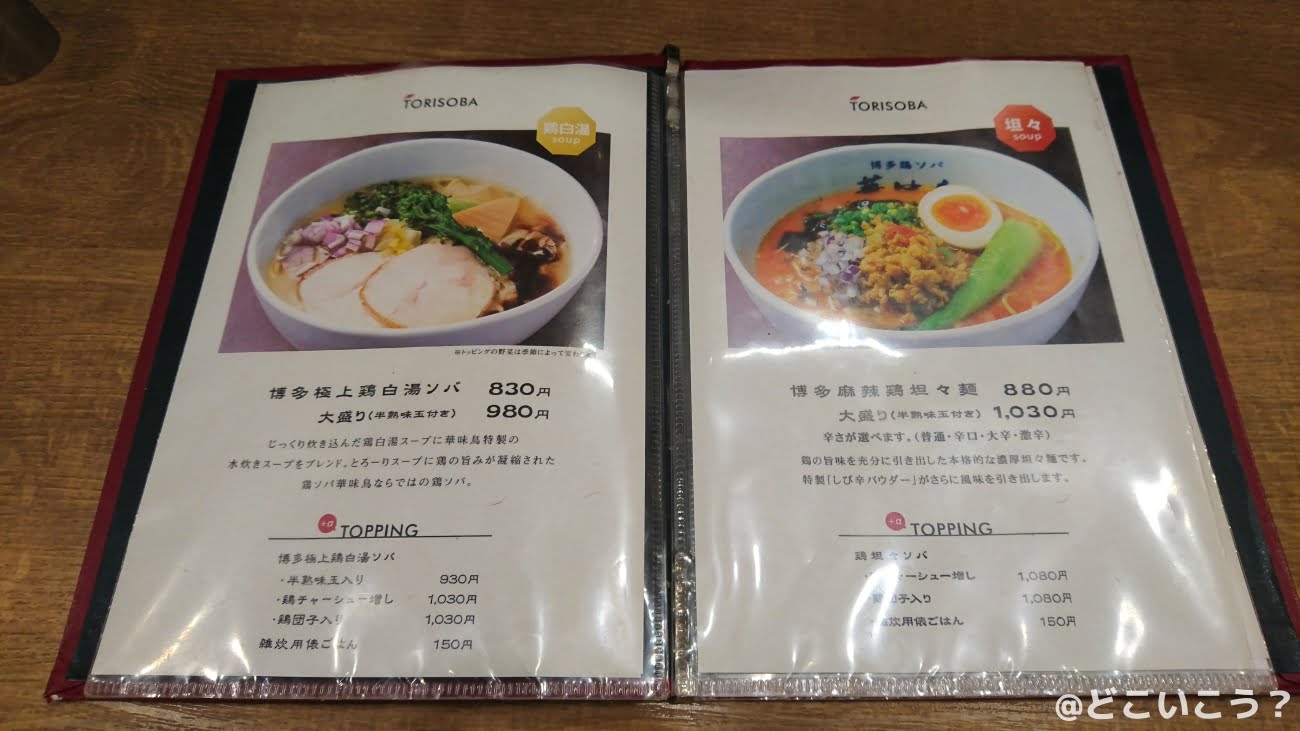 TORISOBA
鶏白湯
soup
※トッピングの野菜は季節によって変わ
博多極上鶏白湯ソバ 830円
大盛り(半熟味玉付き) 980円
じっくり炊き込んだ鶏白湯スープに華味鳥特製の
水炊きスープをブレンド。とろーりスープに鶏の旨みが凝縮された
鶏ソバ華味鳥ならではの鶏ソバ。
+α TOPPING
博多極上鶏白湯ソバ
・半熟味玉入り 930円
・鶏チャーシュー増し 1,030円
・鶏団子入り 1,030円
雑炊用俵ごはん 150円
TORISOBA
坦々
soup
博多鶏ソバ
博多麻辣鶏坦々麺 880円
大盛り(半熟味玉付き) 1,030円
辛さが選べます。(普通・辛口・大辛・激辛)
鶏の旨味を充分に引き出した本格的な濃厚坦々麺です。
特製「しび辛パウダー」がさらに風味を引き出します。
+α TOPPING
鶏坦々ソバ
チャーシュー増し 1,080円
鶏団子入り 1,080円
雑炊用俵ごはん 150円
@どこいこう？